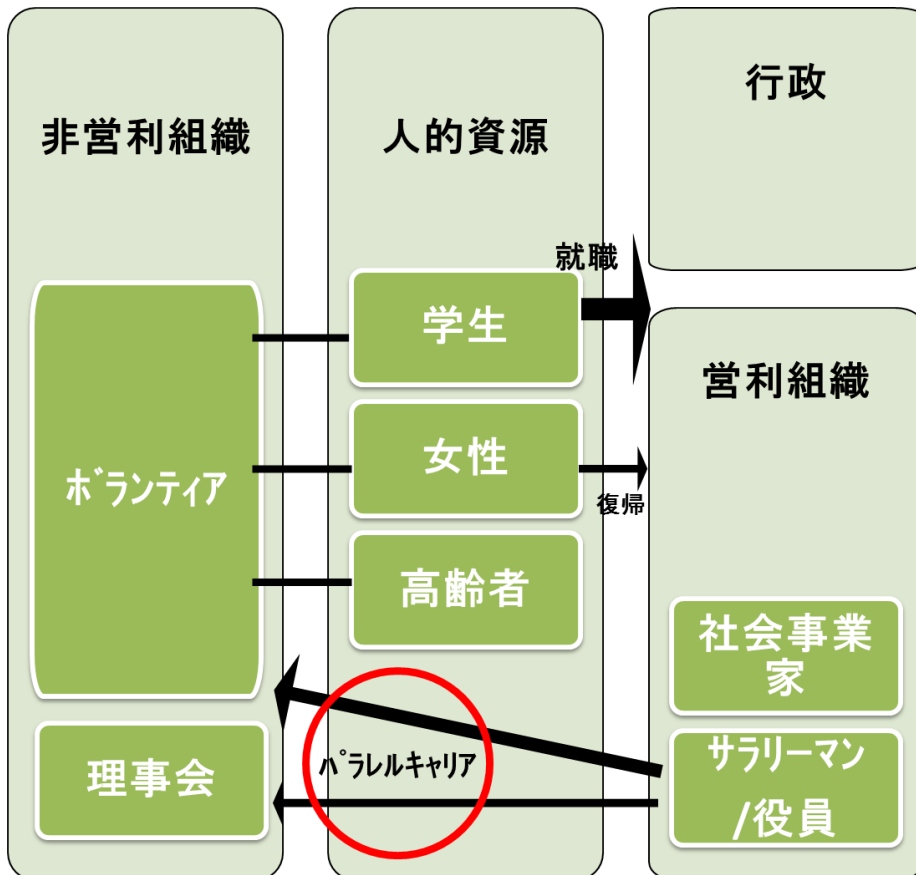 非営利組織
ボランティア
理事会
人的資源
学生
女性
高齢者
就職
復帰
パラレルキャリア
行政
営利組織
社会事業
家
サラリーマン
/役員